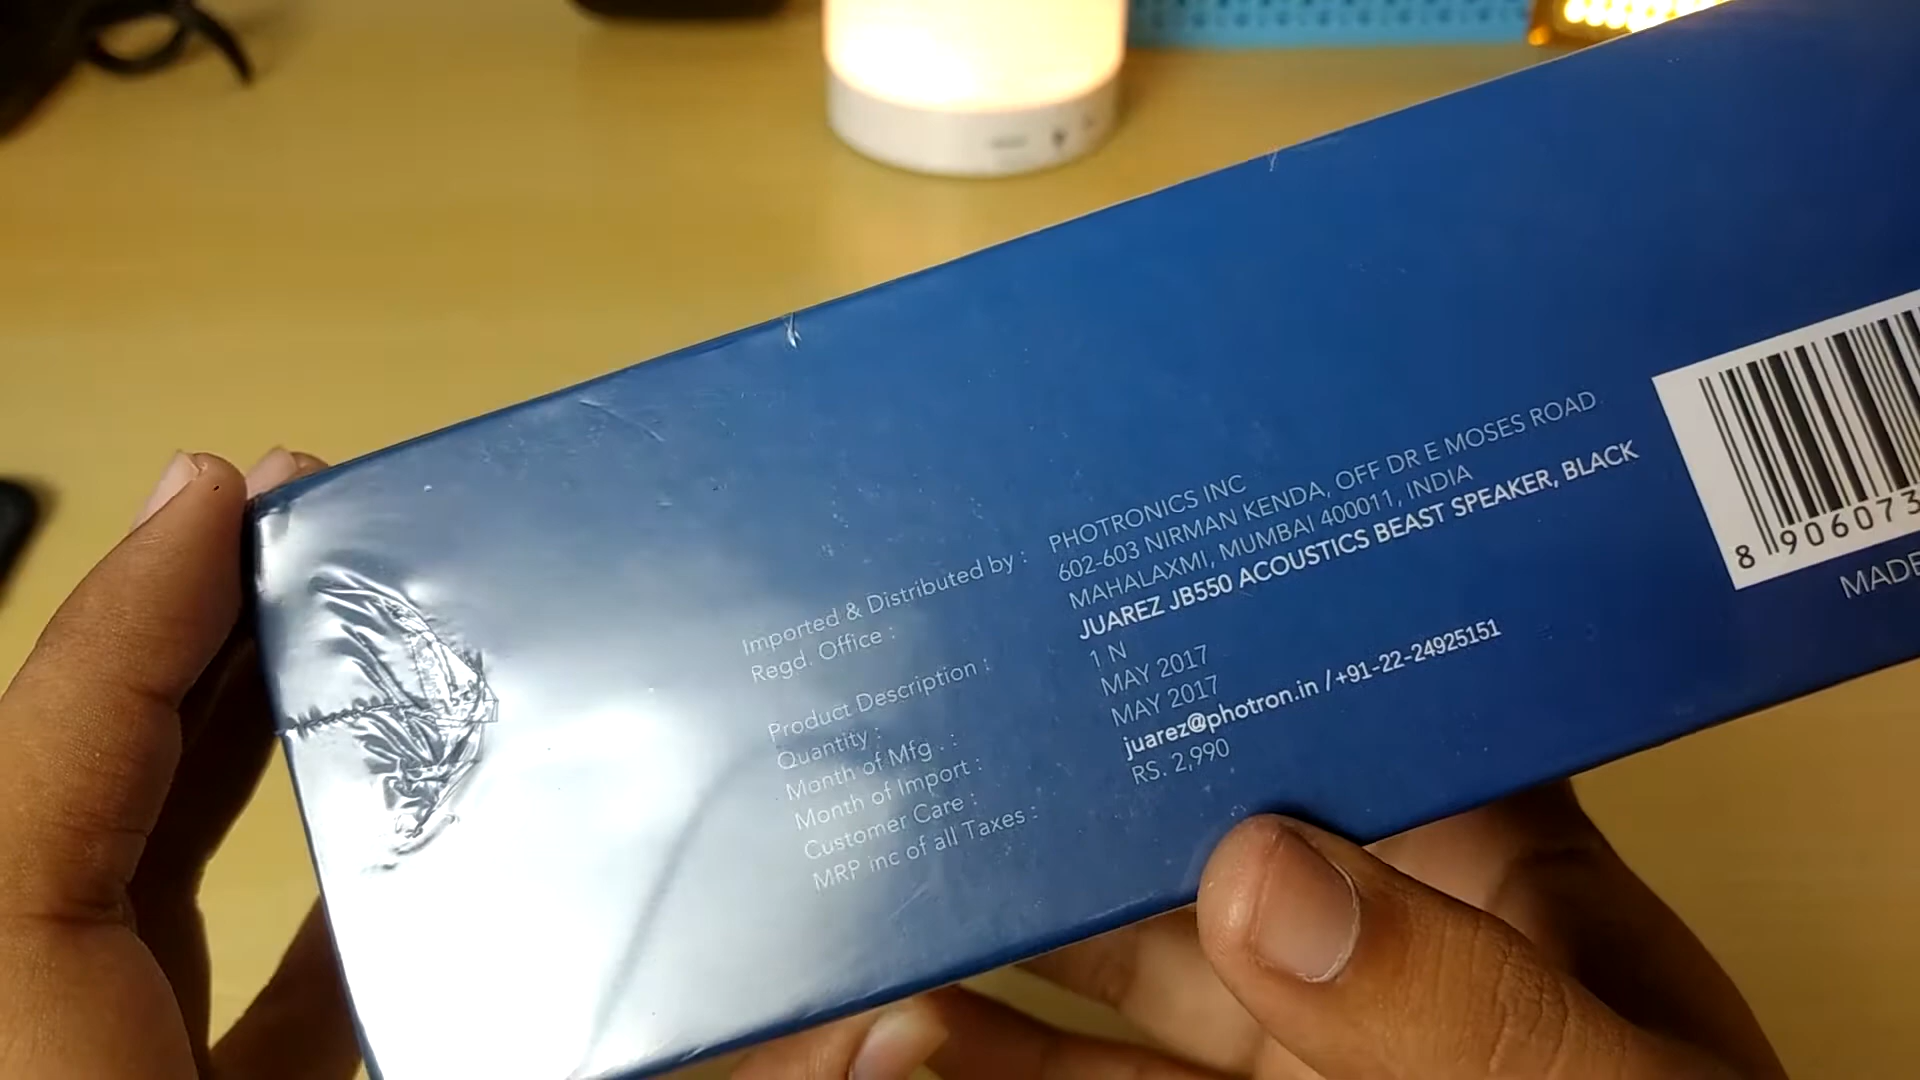 Imported & Distributed by : PHOTRONICS INC
Regd. Office : 602-603 NIRMAN KENDA, OFF DR E MOSES ROAD
MAHALAXMI, MUMBAI 400011, INDIA
Product Description : JUAREZ JB550 ACOUSTICS BEAST SPEAKER, BLACK
Quantity : 1 N
Month of Mfg . : MAY 2017
Month of Import : MAY 2017
Customer Care : juarez@photron.in / +91-22-24925151
MRP inc of all Taxes : RS. 2,990
8 906073
MADE